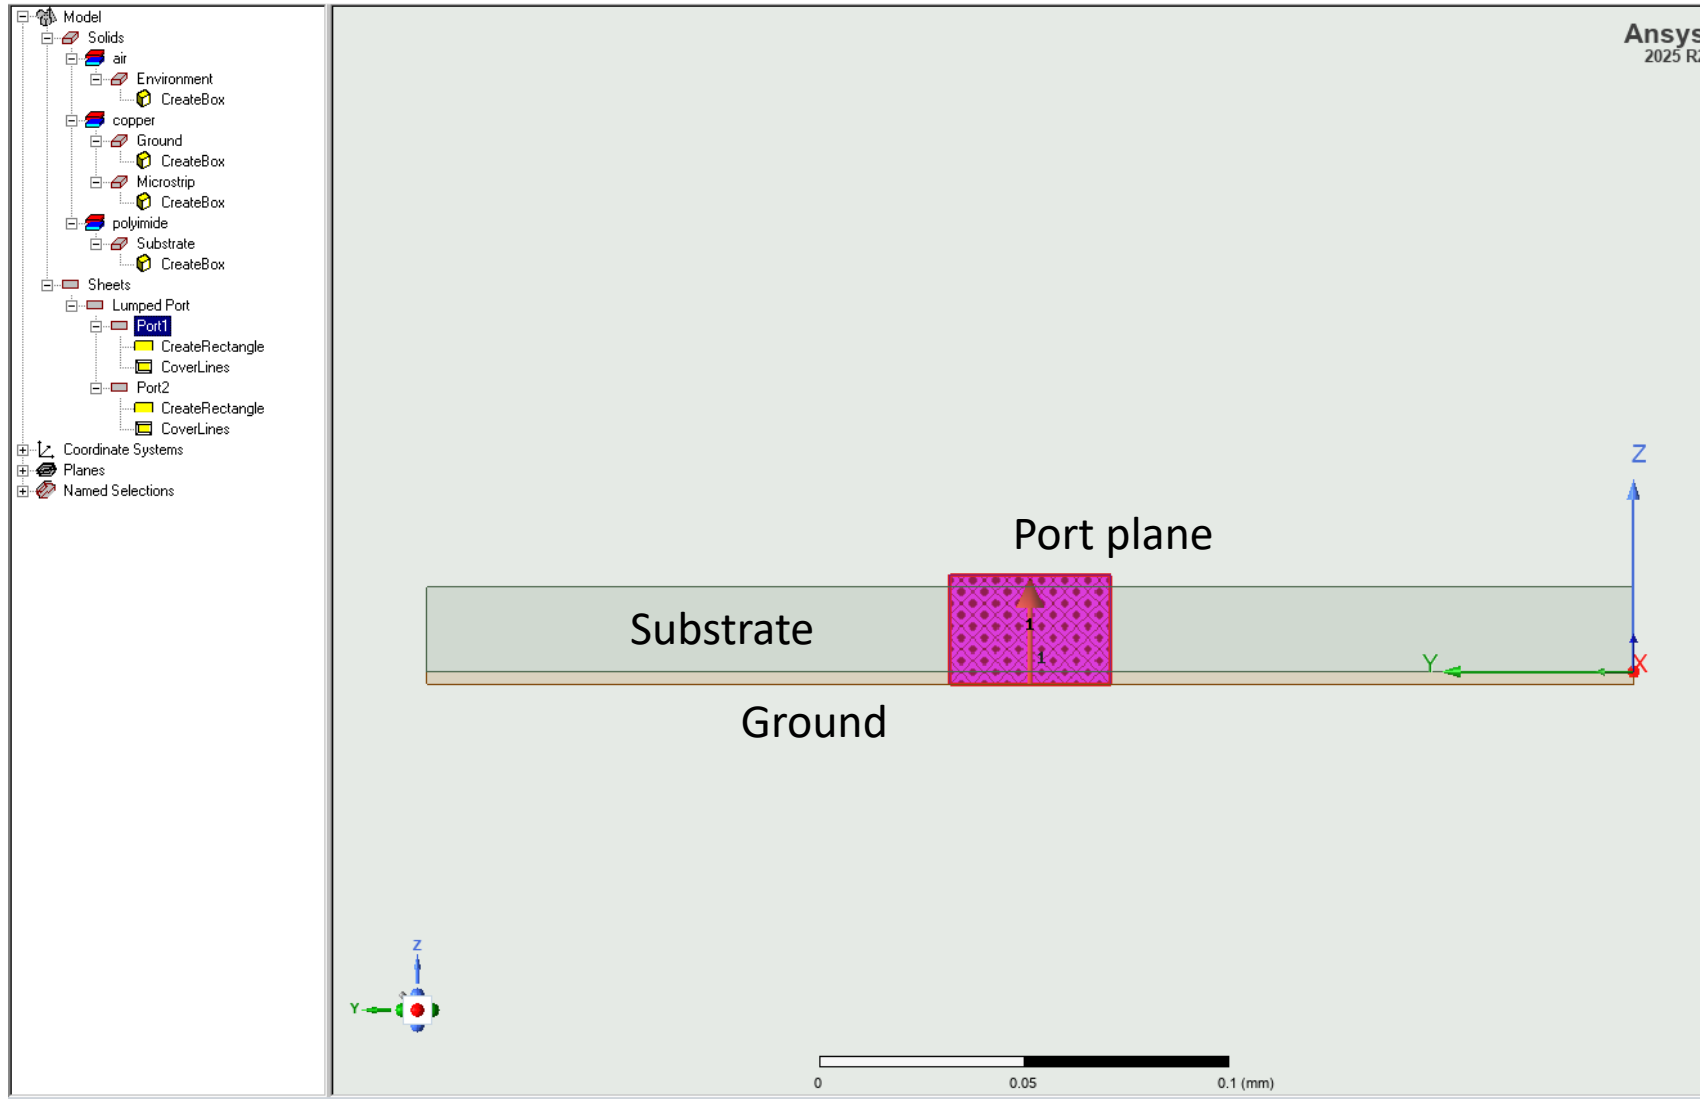 Model
Solids
air
Environment
CreateBox
copper
Ground
CreateBox
Microstrip
CreateBox
polyimide
Substrate
CreateBox
Sheets
Lumped Port
Port1
CreateRectangle
CoverLines
Port2
CreateRectangle
CoverLines
Coordinate Systems
Planes
Named Selections
Ansys
2025 R2
Z
Port plane
Substrate
1
1
Y
X
Ground
Z
Y
0
0.05
0.1 (mm)